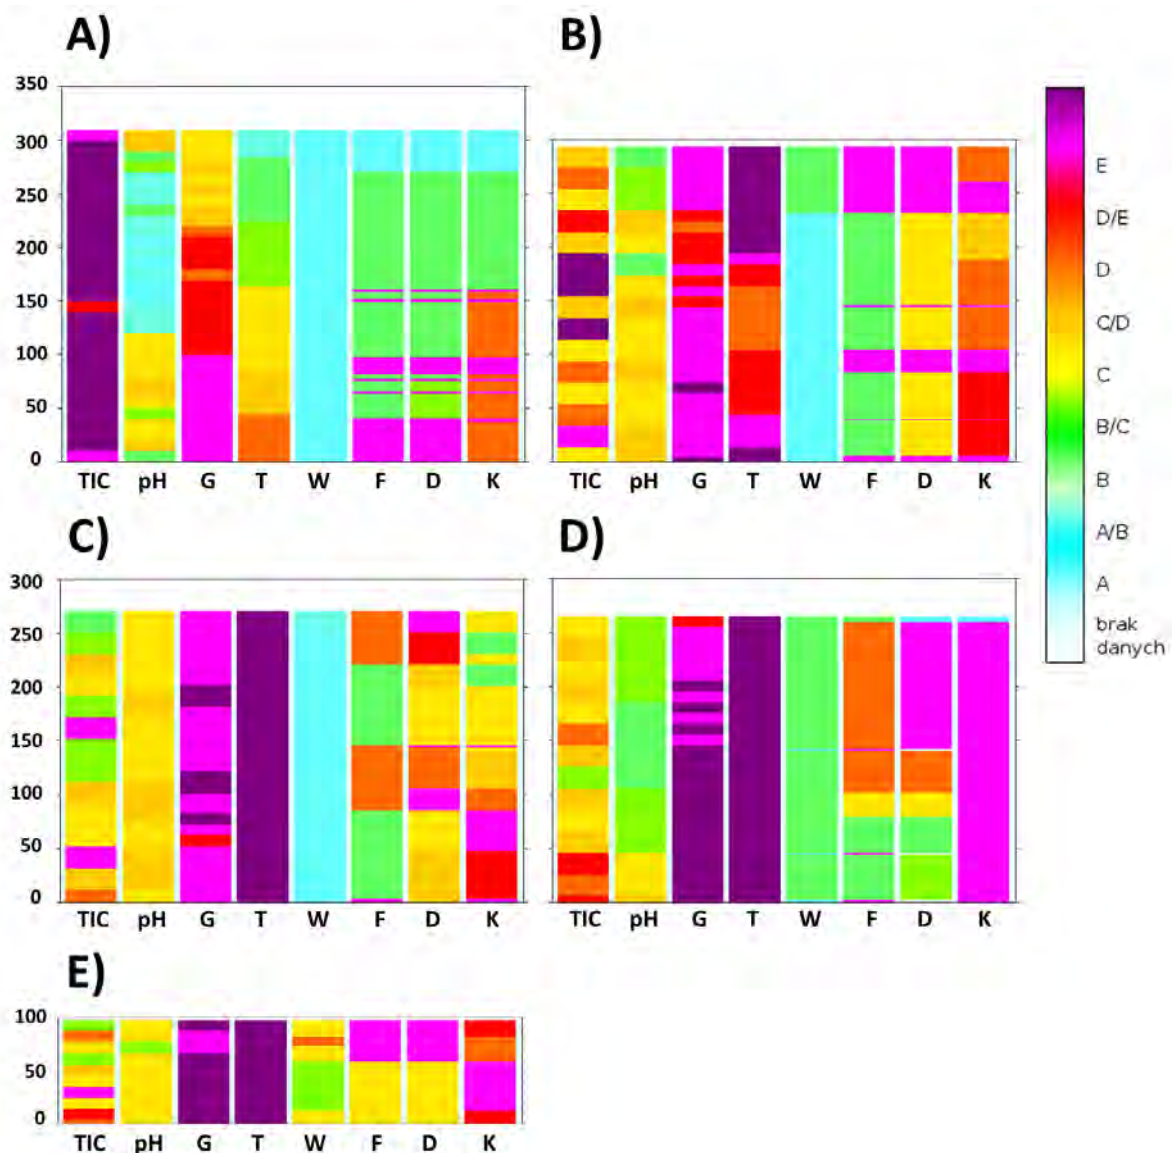 A)
B)
350
300
250
200
150
100
50
0
TIC pH G T W F D K
TIC pH G T W F D K
E
D/E
D
C/D
C
B/C
B
A/B
A
brak
danych
C)
D)
300
250
200
150
100
50
0
TIC pH G T W F D K
TIC pH G T W F D K
E)
100
50
0
TIC pH G T W F D K